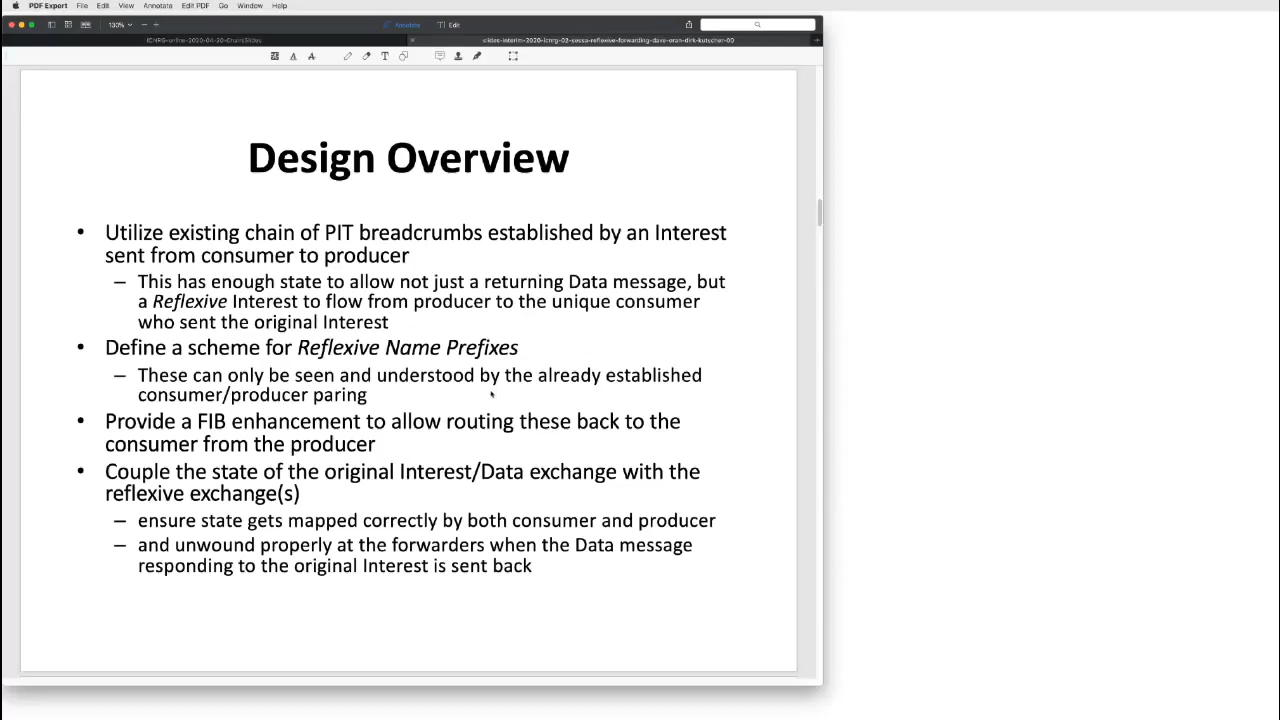 PDF Export File Edit View Annotate Edit PDF Go Window Help
130% Annotate Edit
ICNRG-online-2020-04-20-ChairsSlides
slides-interim-2020-icnrg-02-sessa-reflexive-forwarding-dave-oran-dirk-kutscher-00
Design Overview
• Utilize existing chain of PIT breadcrumbs established by an Interest
sent from consumer to producer
– This has enough state to allow not just a returning Data message, but
a Reflexive Interest to flow from producer to the unique consumer
who sent the original Interest
• Define a scheme for Reflexive Name Prefixes
– These can only be seen and understood by the already established
consumer/producer paring
• Provide a FIB enhancement to allow routing these back to the
consumer from the producer
• Couple the state of the original Interest/Data exchange with the
reflexive exchange(s)
– ensure state gets mapped correctly by both consumer and producer
– and unwound properly at the forwarders when the Data message
responding to the original Interest is sent back